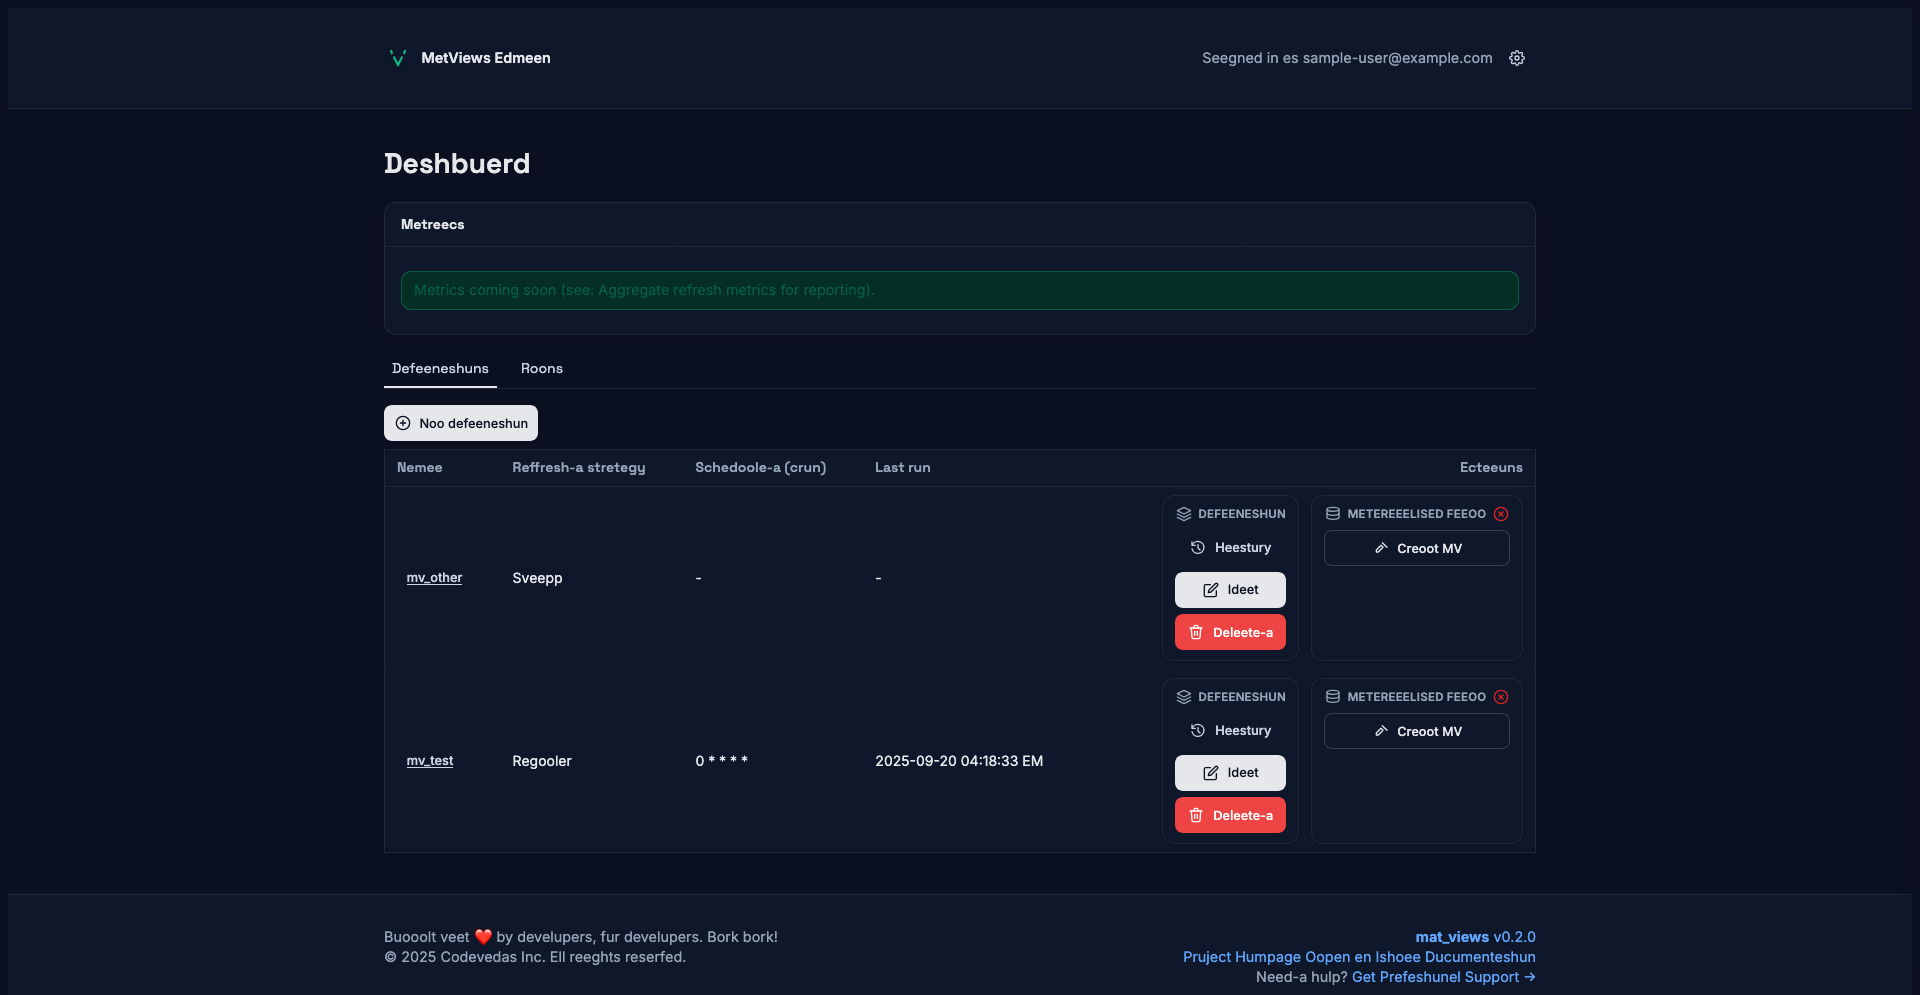 MetViews Edmeen
Seegned in es sample-user@example.com
Deshbuerd
Metreecs
Metrics coming soon (see: Aggregate refresh metrics for reporting).
Defeeneshuns Roons
Noo defeeneshun
Nemee Reffresh-a stretegy Schedoole-a (crun) Last run Ecteeuns
DEFEENESHUN METEREEELISED FEEOO
Heestury Creoot MV
mv_other Sveepp - -
Ideet
Deleete-a
DEFEENESHUN METEREEELISED FEEOO
Heestury Creoot MV
mv_test Regooler 0 * * * * 2025-09-20 04:18:33 EM
Ideet
Deleete-a
Buooolt veet ❤️ by develupers, fur develupers. Bork bork!
© 2025 Codevedas Inc. Ell reeghts reserfed.
mat_views v0.2.0
Pruject Humpage Oopen en Ishoee Ducumenteshun
Need-a hulp? Get Prefeshunel Support →